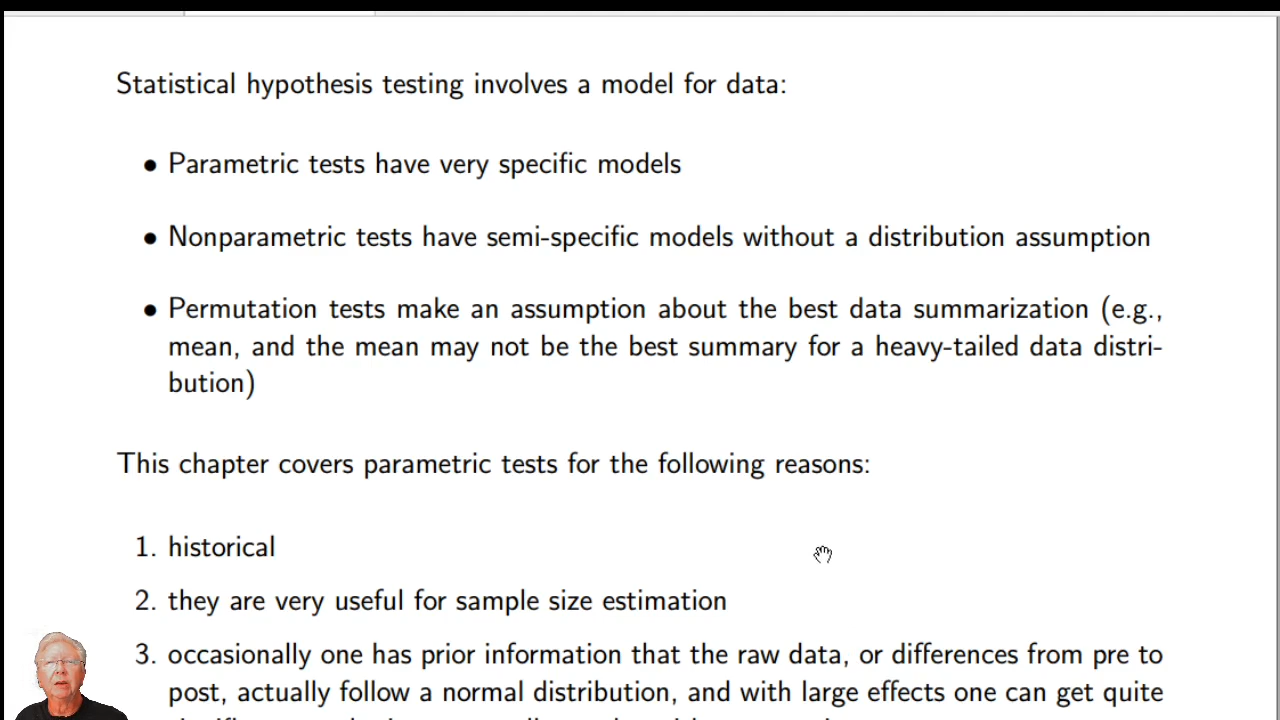 Statistical hypothesis testing involves a model for data:
• Parametric tests have very specific models
• Nonparametric tests have semi-specific models without a distribution assumption
• Permutation tests make an assumption about the best data summarization (e.g.,
mean, and the mean may not be the best summary for a heavy-tailed data distri-
bution)
This chapter covers parametric tests for the following reasons:
1. historical
2. they are very useful for sample size estimation
3. occasionally one has prior information that the raw data, or differences from pre to
post, actually follow a normal distribution, and with large effects one can get quite